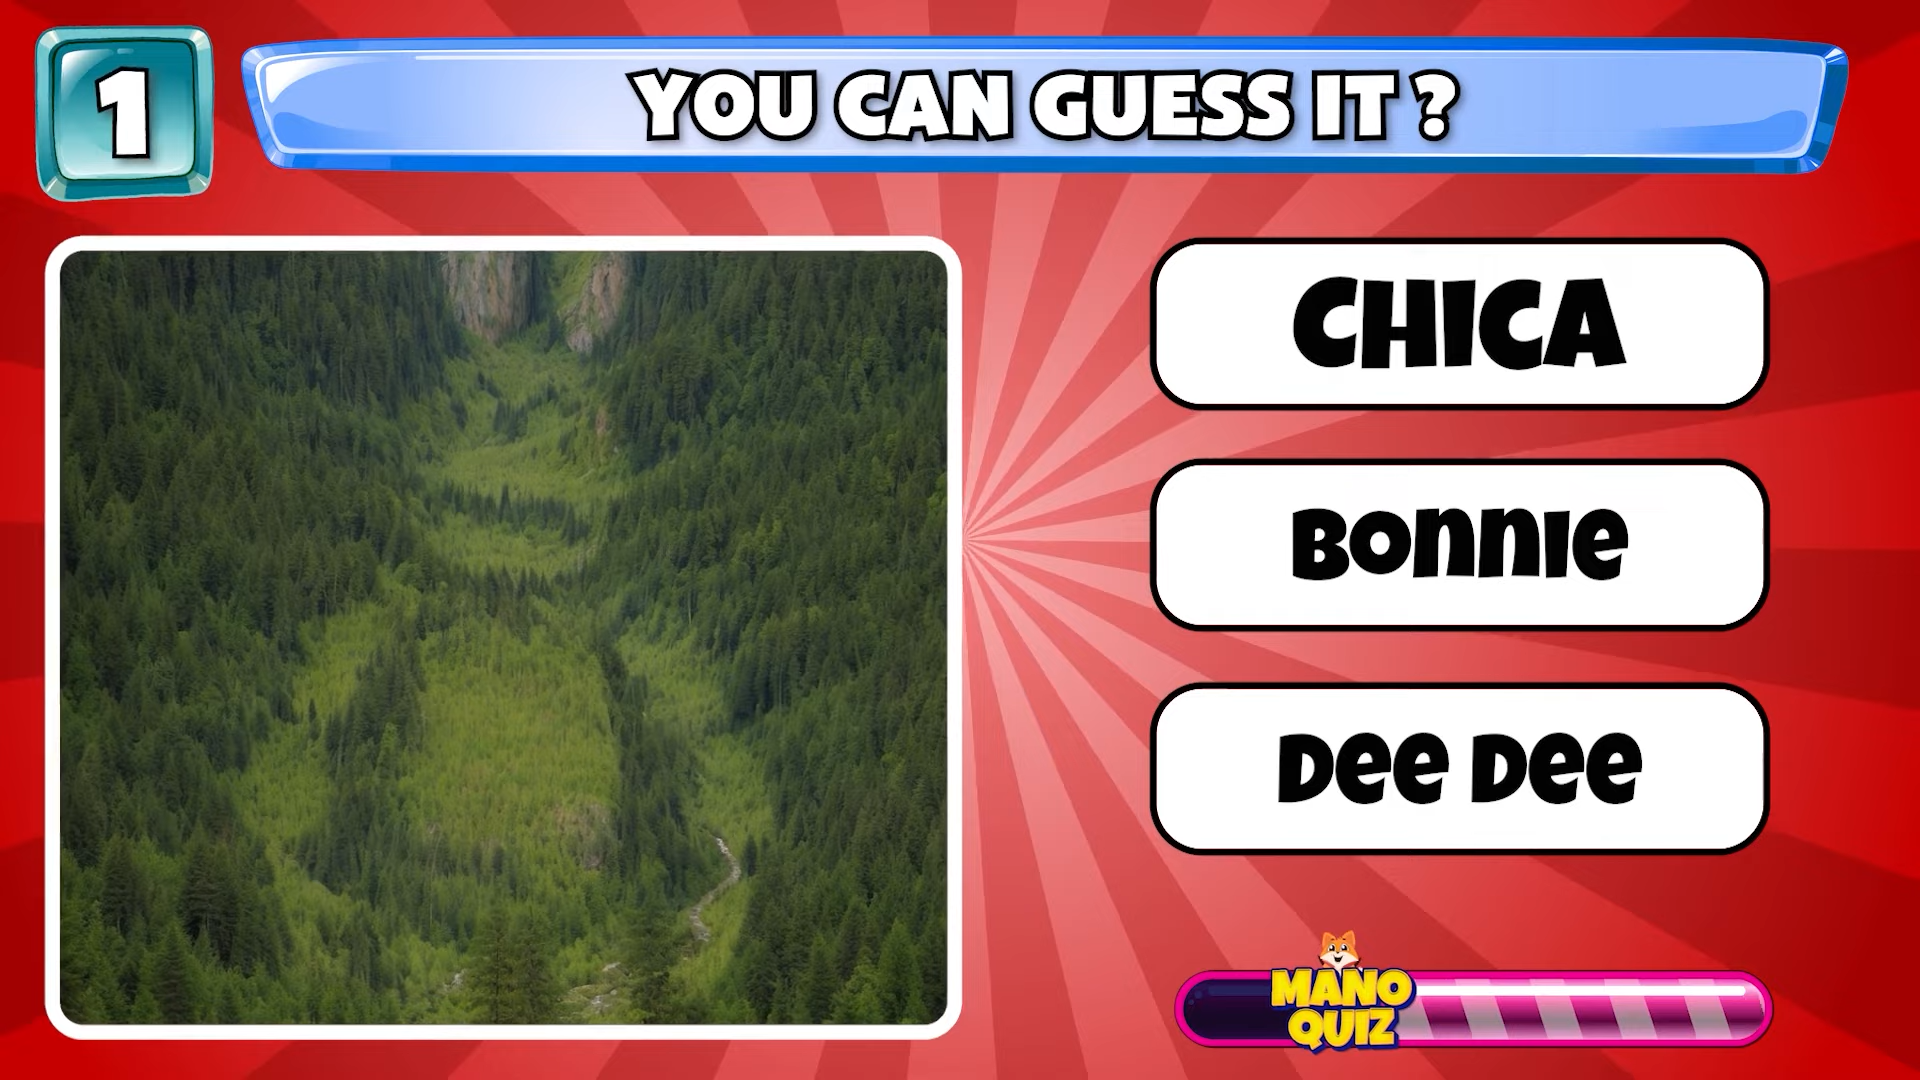 1
YOU CAN GUESS IT ?
CHICA
BONNIE
DEE DEE
MANO
QUIZ